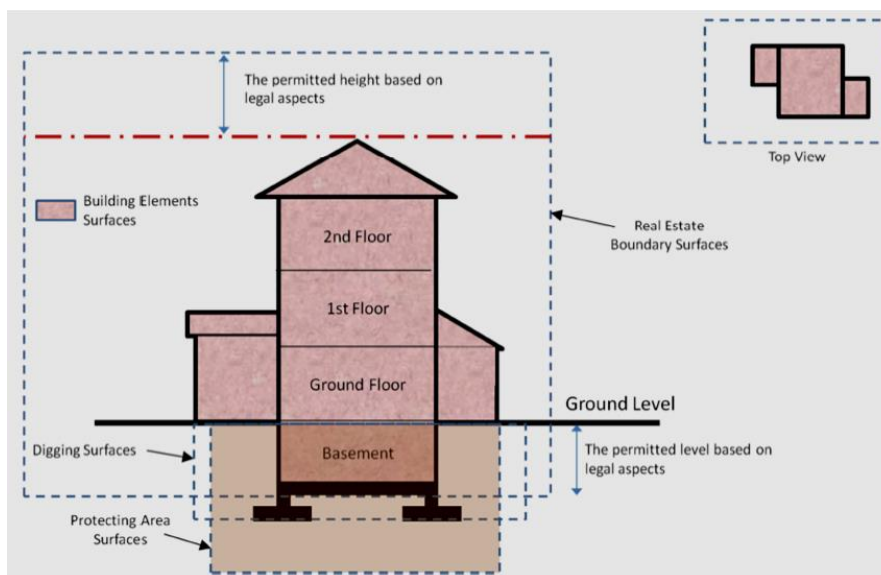 The permitted height based on
legal aspects
Top View
Building Elements
Surfaces
Real Estate
Boundary Surfaces
2nd Floor
1st Floor
Ground Floor
Ground Level
Digging Surfaces
Basement
The permitted level based on
legal aspects
Protecting Area
Surfaces